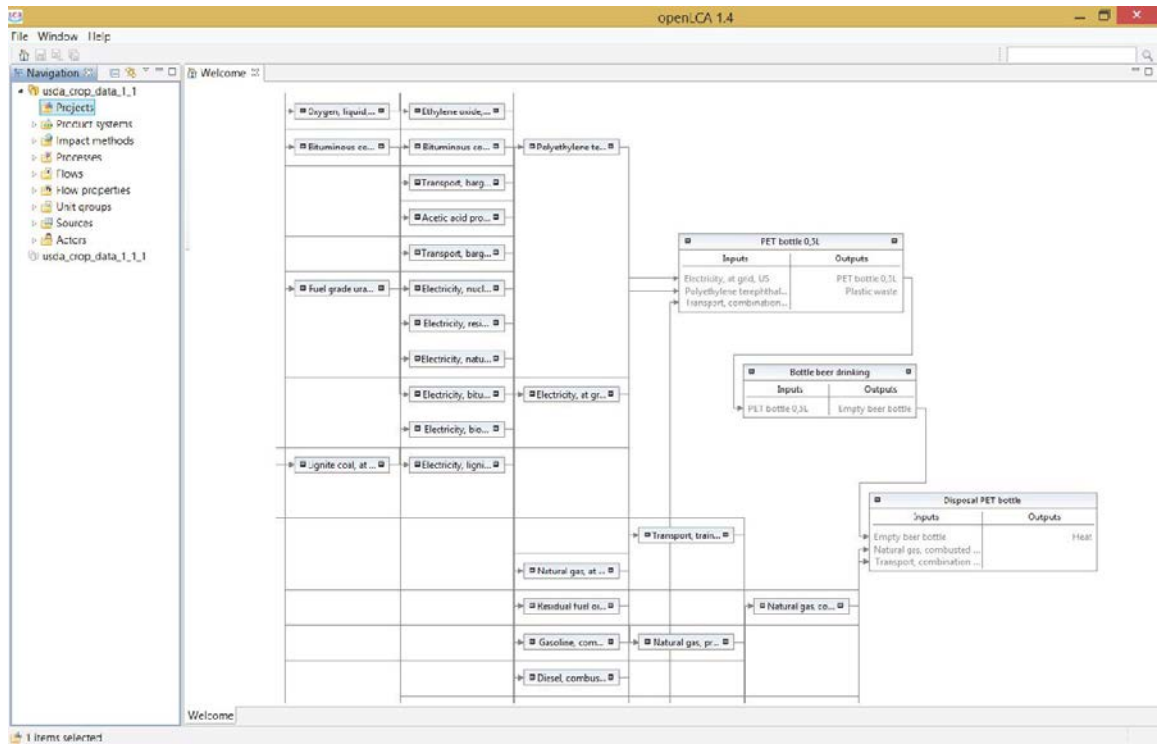 openLCA 1.4
File Window Help
Navigation
Welcome
usda_crop_data_1_1
Projects
Product systems
Impact methods
Processes
Flows
Flow properties
Unit groups
Sources
Actors
usda_crop_data_1_1_1
Oxygen, liquid,...
Ethylene oxide,...
Bituminous co...
Bituminous co...
Polyethylene te...
Transport, barg...
Acetic acid pro...
Transport, barg...
Fuel grade ura...
Electricity, nucl...
Electricity, resi...
Electricity, natu...
Electricity, bitu...
Electricity, at gr...
Electricity, bio...
Lignite coal, at ...
Electricity, ligni...
Transport, train...
Natural gas, at ...
Residual fuel oi...
Natural gas, co...
Gasoline, com...
Natural gas, pr...
Diesel, combus...
PET bottle 0,5L
Inputs Outputs
Electricity, at grid, US PET bottle 0,5L
Polyethylene terephthal... Plastic waste
Transport, combination...
Bottle beer drinking
Inputs Outputs
PET bottle 0,5L Empty beer bottle
Disposal PET bottle
Inputs Outputs
Empty beer bottle Heat
Natural gas, combusted ...
Transport, combination ...
Welcome
1 items selected